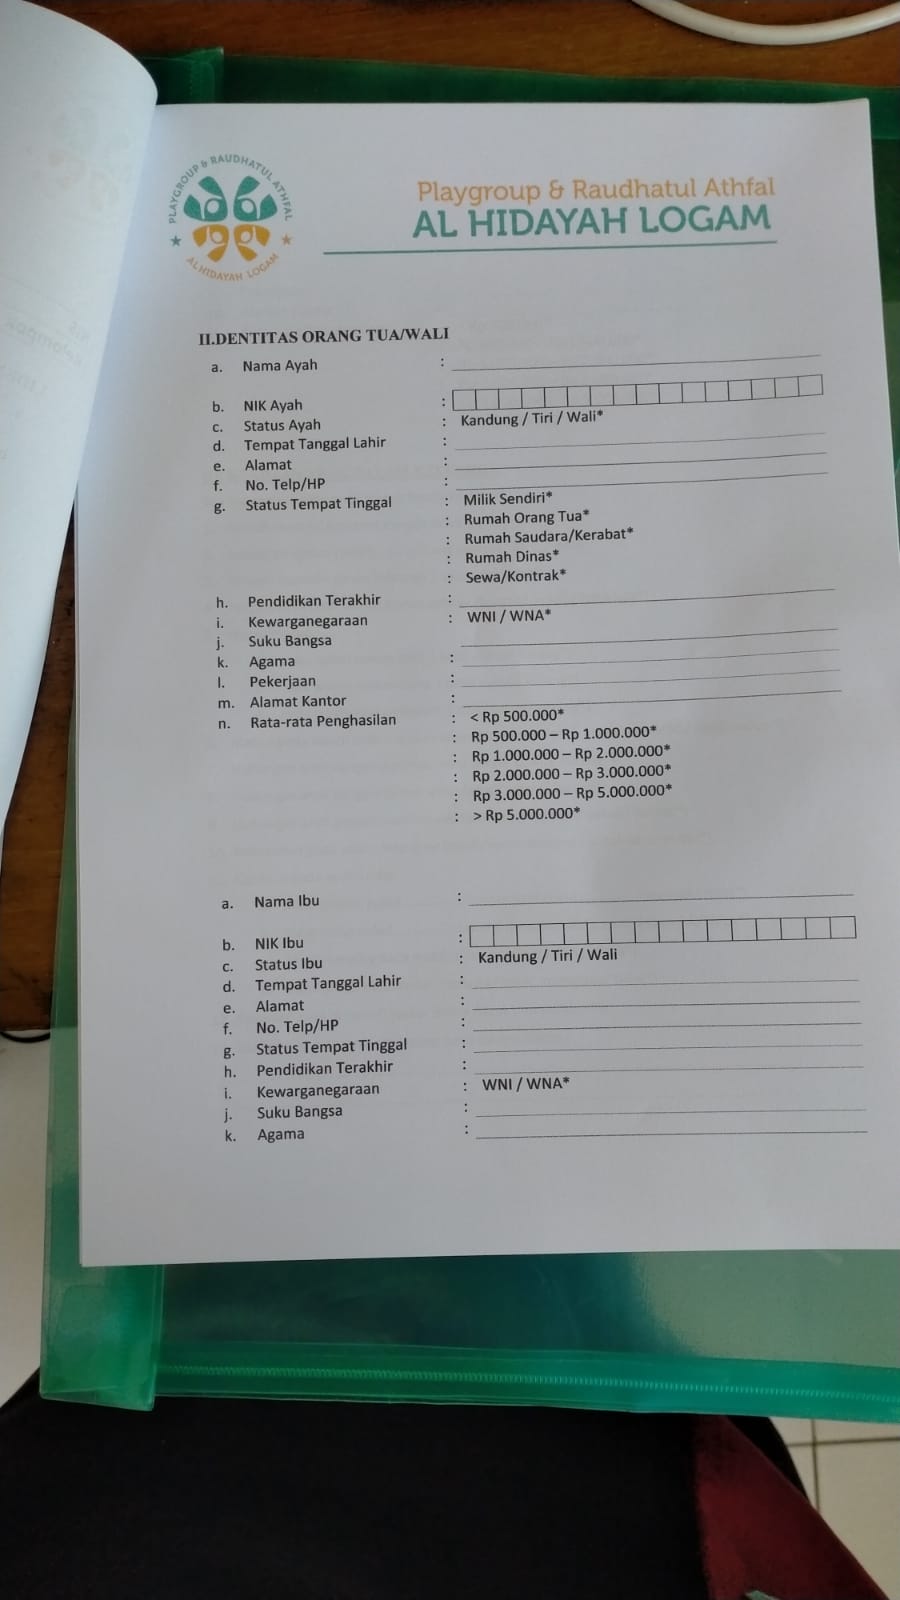 PLAYGROUP & RAUDHATUL ATHFAL
AL HIDAYAH LOGAM
Playgroup & Raudhatul Athfal
AL HIDAYAH LOGAM
II.DENTITAS ORANG TUA/WALI
a. Nama Ayah :
b. NIK Ayah :
c. Status Ayah : Kandung / Tiri / Wali*
d. Tempat Tanggal Lahir :
e. Alamat :
f. No. Telp/HP :
g. Status Tempat Tinggal : Milik Sendiri*
: Rumah Orang Tua*
: Rumah Saudara/Kerabat*
: Rumah Dinas*
: Sewa/Kontrak*
h. Pendidikan Terakhir :
i. Kewarganegaraan : WNI / WNA*
j. Suku Bangsa
k. Agama :
l. Pekerjaan :
m. Alamat Kantor :
n. Rata-rata Penghasilan : < Rp 500.000*
: Rp 500.000 – Rp 1.000.000*
: Rp 1.000.000 – Rp 2.000.000*
: Rp 2.000.000 – Rp 3.000.000*
: Rp 3.000.000 – Rp 5.000.000*
: > Rp 5.000.000*
a. Nama Ibu :
b. NIK Ibu :
c. Status Ibu : Kandung / Tiri / Wali
d. Tempat Tanggal Lahir :
e. Alamat :
f. No. Telp/HP :
g. Status Tempat Tinggal :
h. Pendidikan Terakhir :
i. Kewarganegaraan : WNI / WNA*
j. Suku Bangsa :
k. Agama :